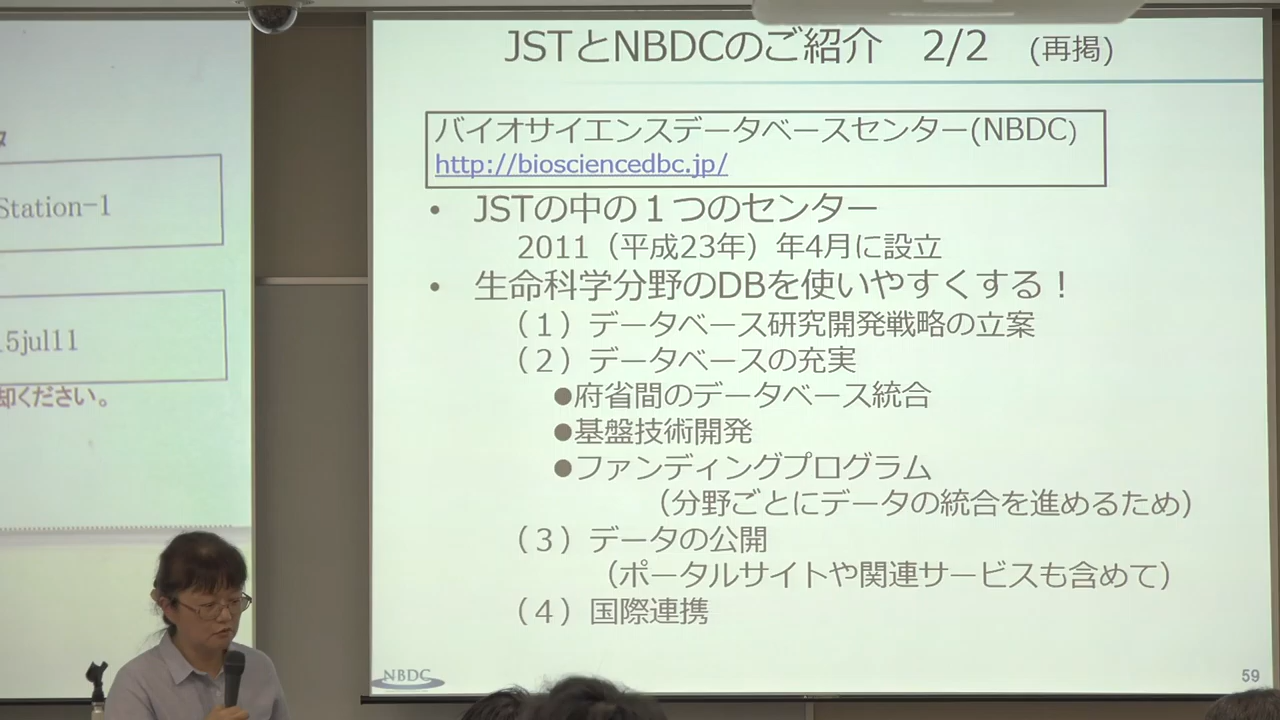 JSTとNBDCのご紹介 2/2 (再掲)
バイオサイエンスデータベースセンター(NBDC)
http://biosciencedbc.jp/
• JSTの中の１つのセンター
2011（平成23年）年4月に設立
• 生命科学分野のDBを使いやすくする！
（１）データベース研究開発戦略の立案
（２）データベースの充実
●府省間のデータベース統合
●基盤技術開発
●ファンディングプログラム
（分野ごとにデータの統合を進めるため）
（３）データの公開
（ポータルサイトや関連サービスも含めて）
（４）国際連携
NBDC
59
Station-1
5jul11
却ください。